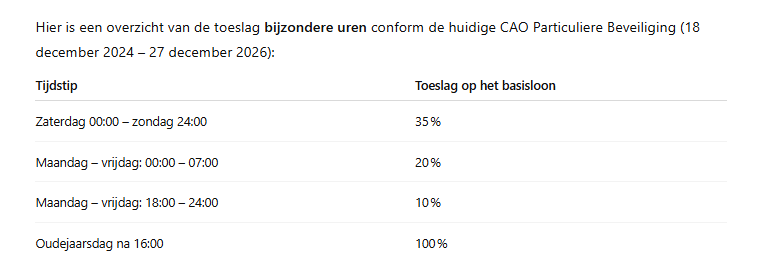 Hier is een overzicht van de toeslag bijzondere uren conform de huidige CAO Particuliere Beveiliging (18
december 2024 – 27 december 2026):
Tijdstip Toeslag op het basisloon
Zaterdag 00:00 – zondag 24:00 35 %
Maandag – vrijdag: 00:00 – 07:00 20 %
Maandag – vrijdag: 18:00 – 24:00 10 %
Oudejaarsdag na 16:00 100 %